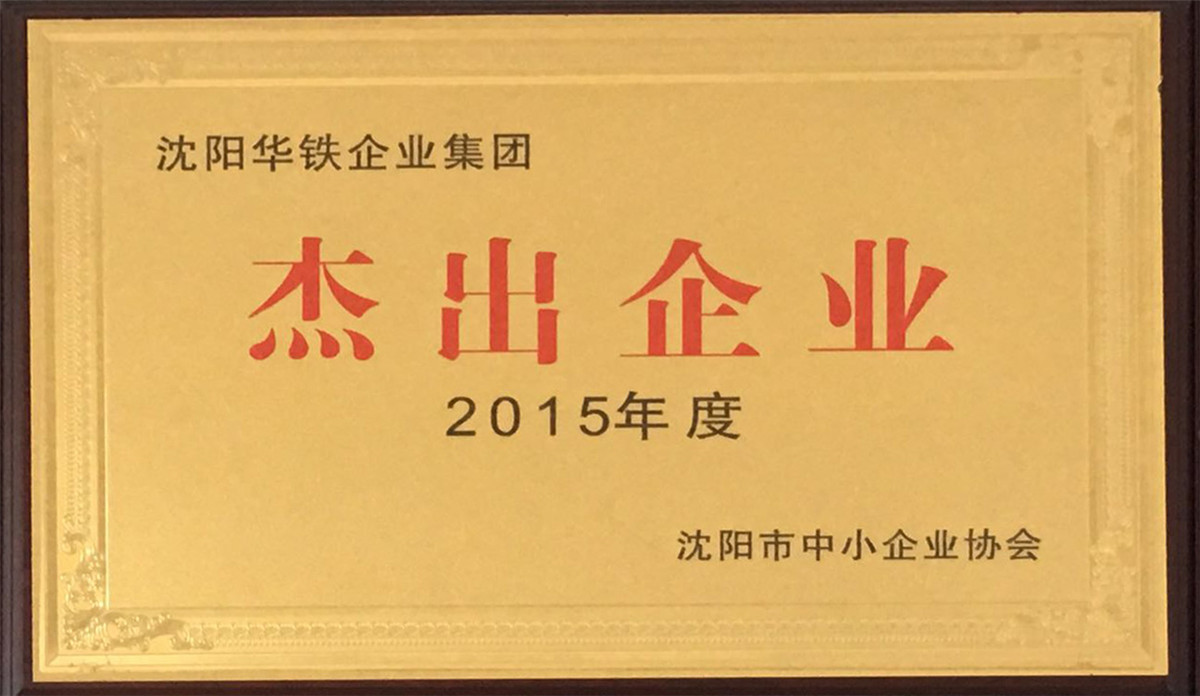 沈阳华铁企业集团
杰出企业
2015年度
沈阳市中小企业协会